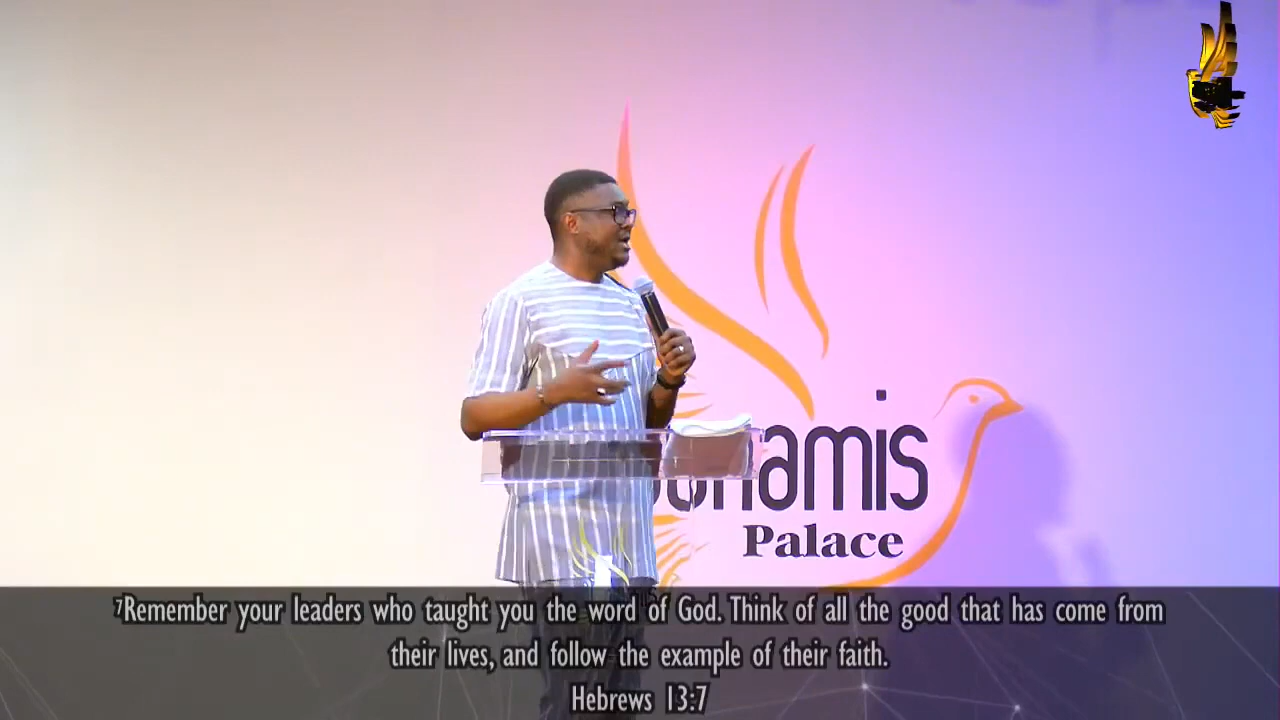 Palace
⁷Remember your leaders who taught you the word of God. Think of all the good that has come from
their lives, and follow the example of their faith.
Hebrews 13:7